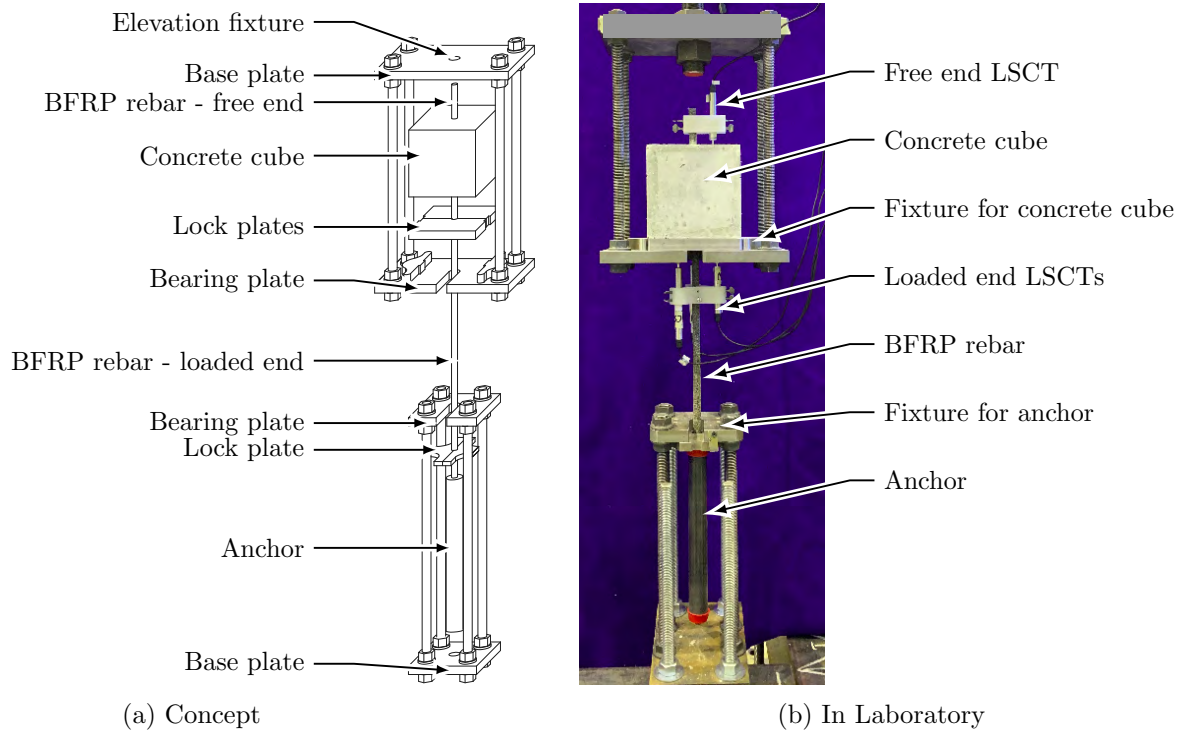 Elevation fixture
Base plate
BFRP rebar - free end
Concrete cube
Lock plates
Bearing plate
BFRP rebar - loaded end
Bearing plate
Lock plate
Anchor
Base plate
(a) Concept
Free end LSCT
Concrete cube
Fixture for concrete cube
Loaded end LSCTs
BFRP rebar
Fixture for anchor
Anchor
(b) In Laboratory